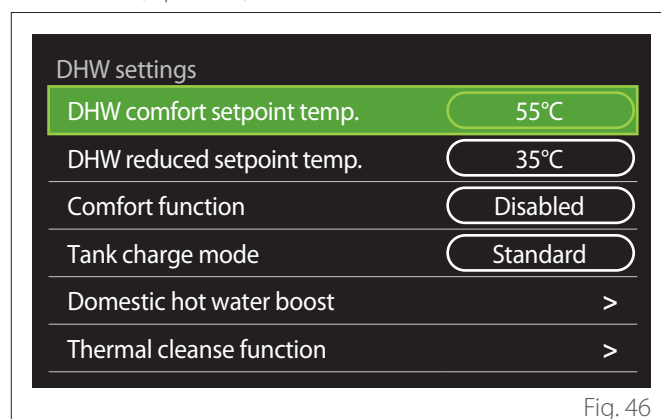 DHW settings
DHW comfort setpoint temp. 55°C
DHW reduced setpoint temp. 35°C
Comfort function Disabled
Tank charge mode Standard
Domestic hot water boost >
Thermal cleanse function >
Fig. 46